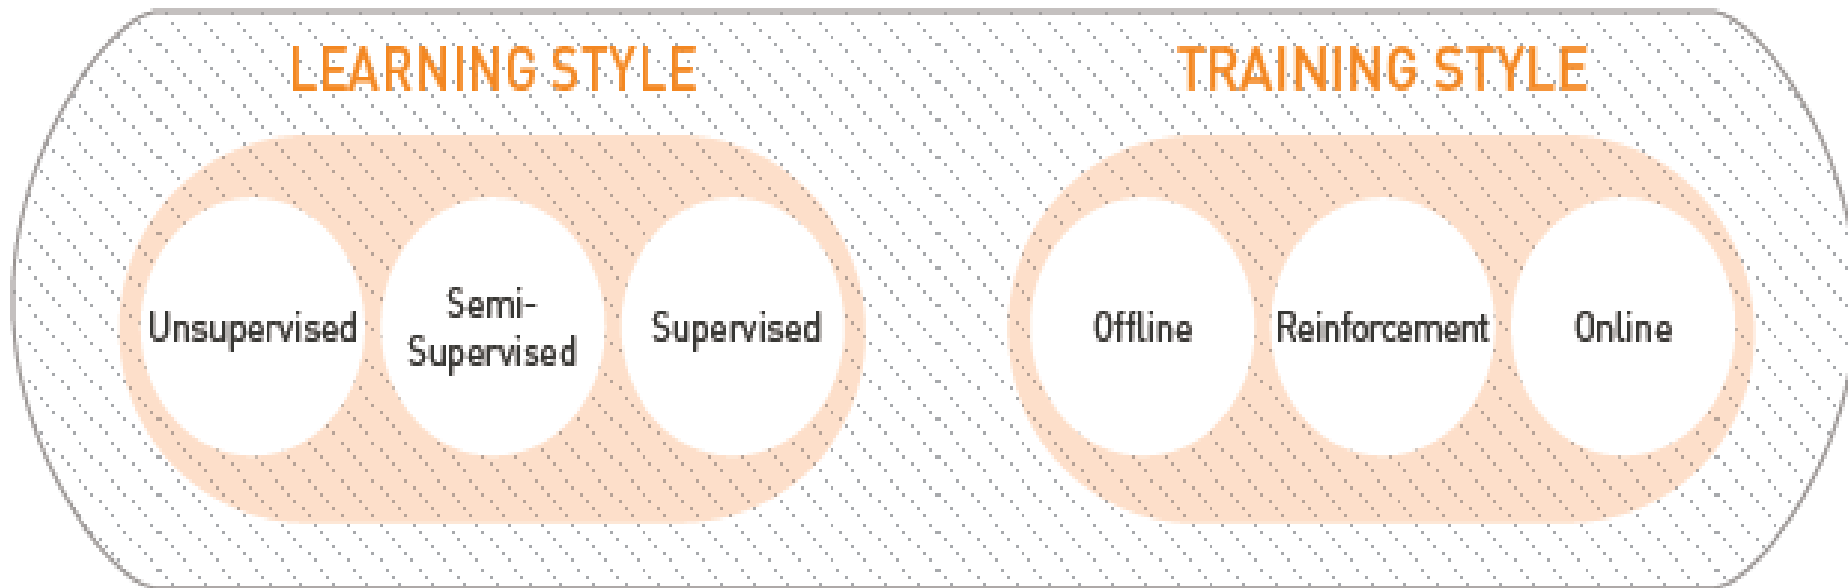 LEARNING STYLE
Unsupervised
Semi-
Supervised
Supervised
TRAINING STYLE
Offline
Reinforcement
Online